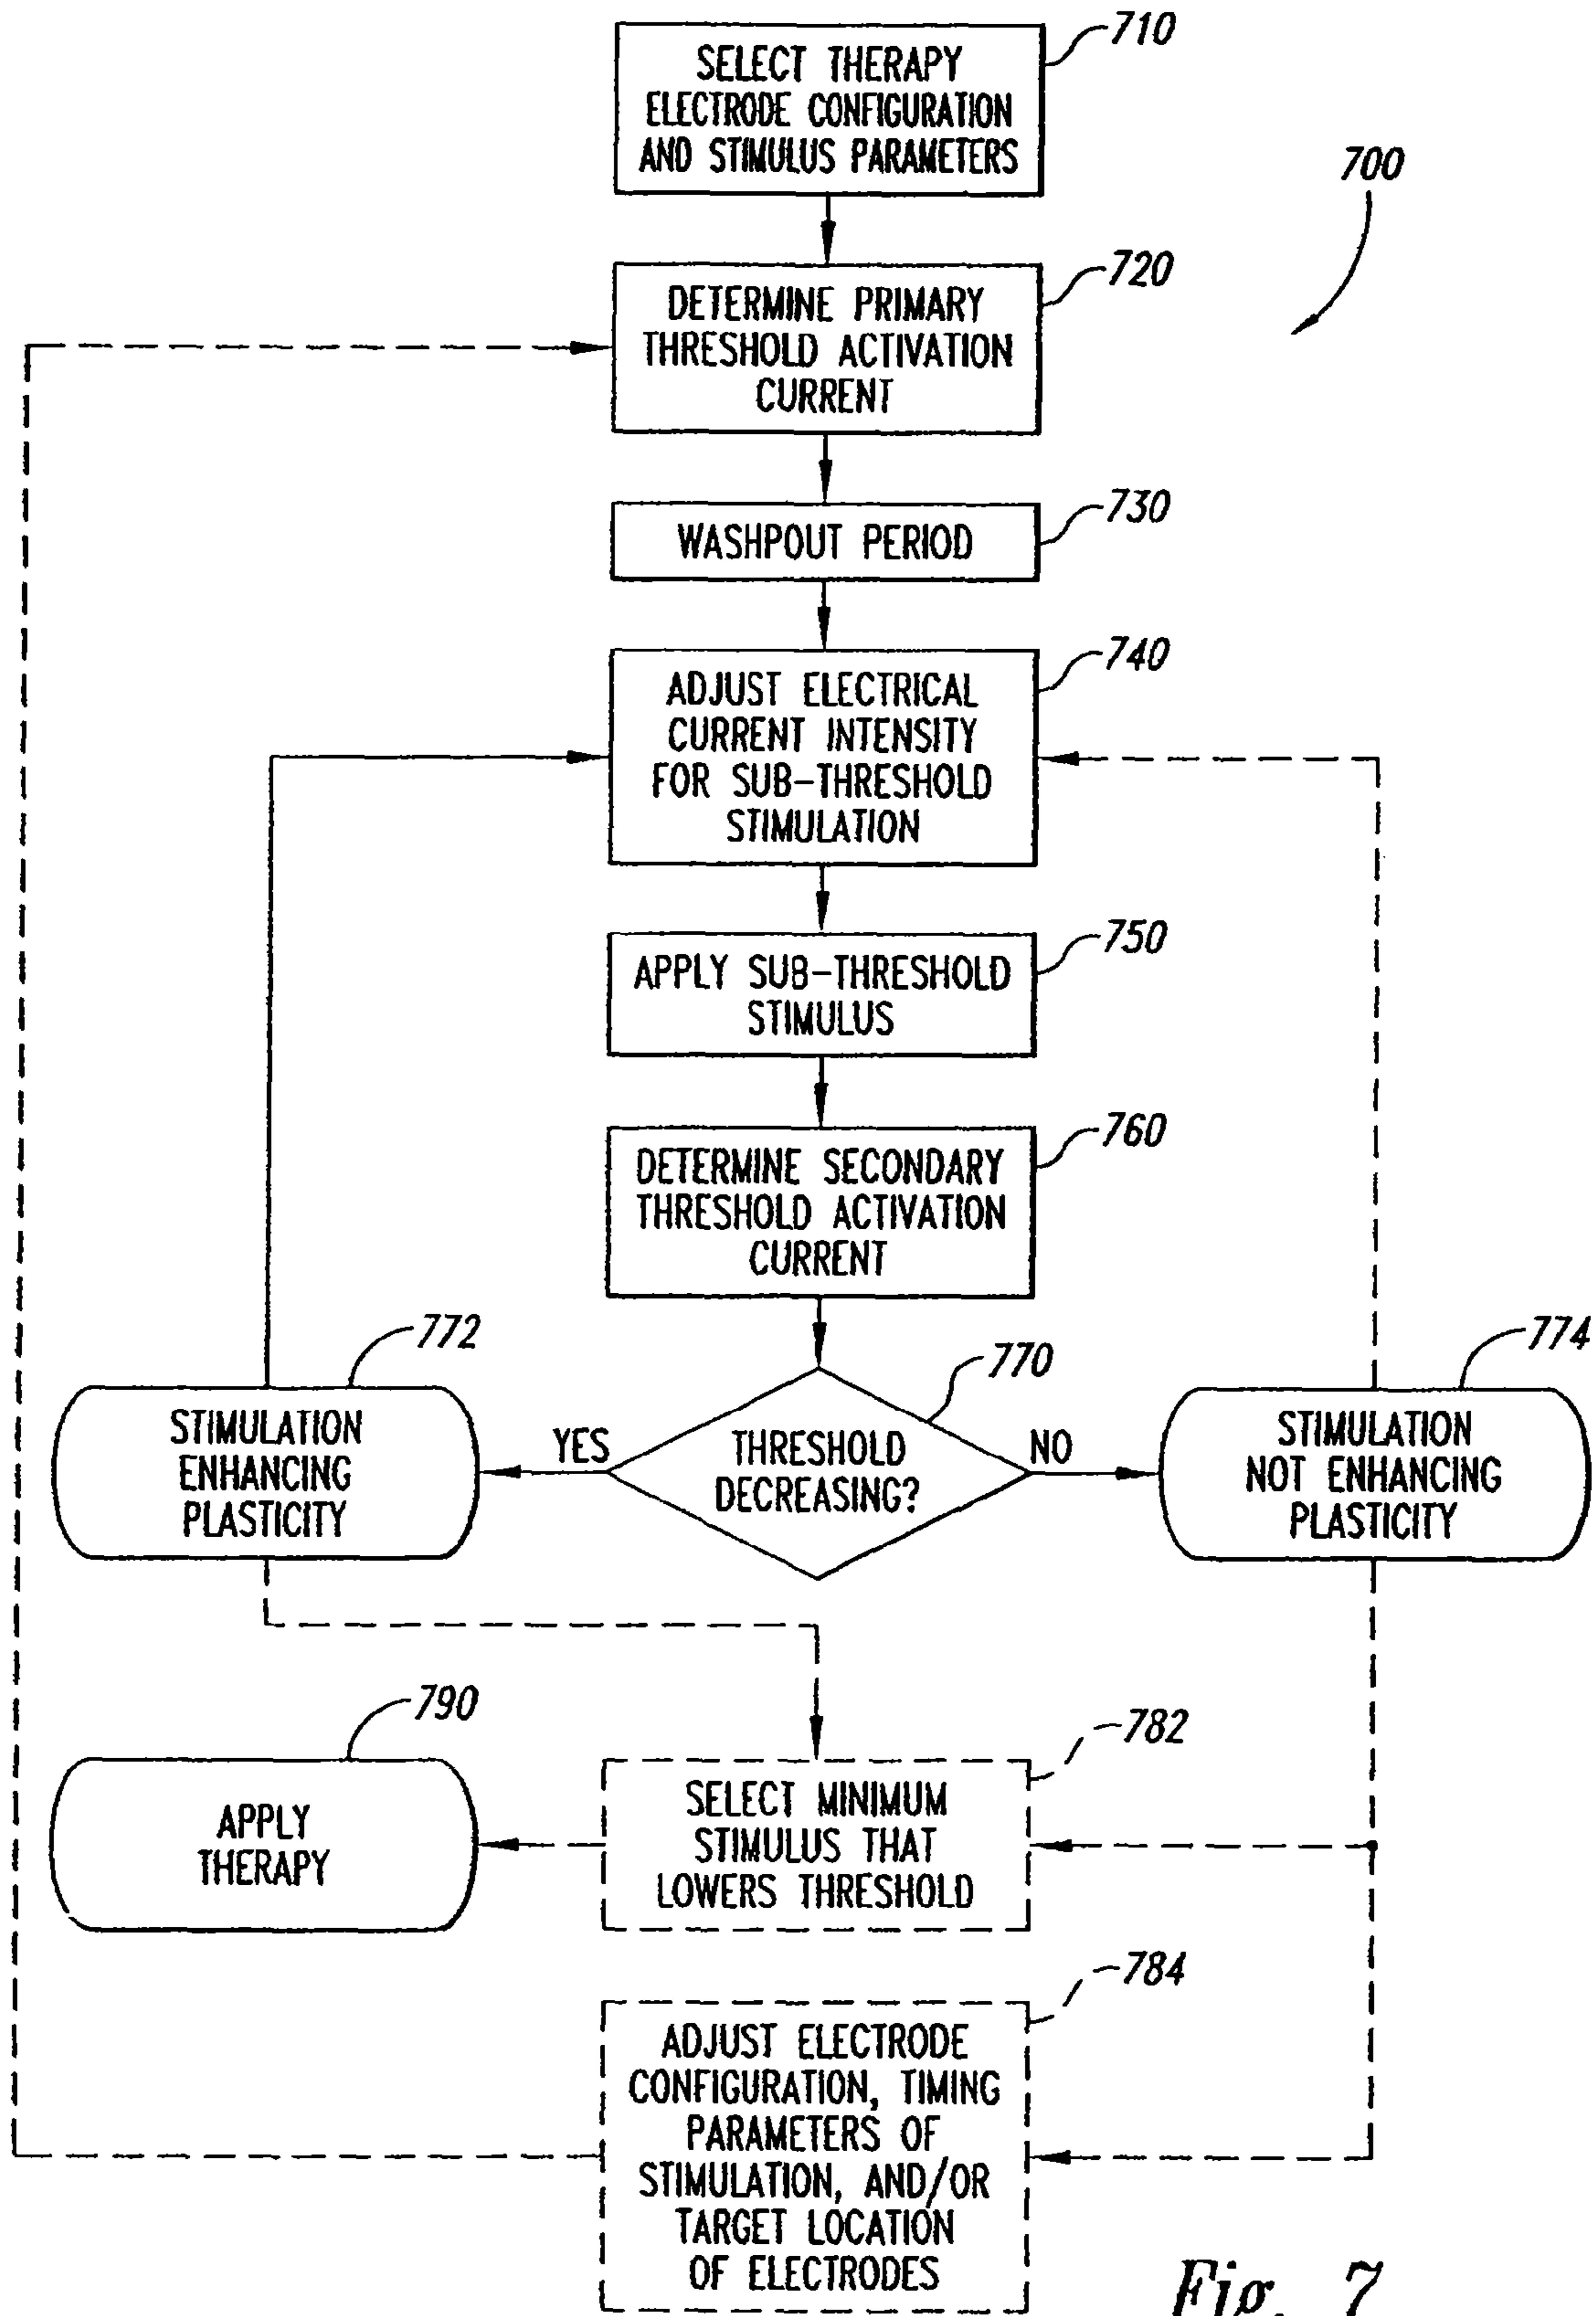 710
SELECT THERAPY
ELECTRODE CONFIGURATION
AND STIMULUS PARAMETERS
700
720
DETERMINE PRIMARY
THRESHOLD ACTIVATION
CURRENT
730
WASHPOUT PERIOD
740
ADJUST ELECTRICAL
CURRENT INTENSITY
FOR SUB-THRESHOLD
STIMULATION
750
APPLY SUB-THRESHOLD
STIMULUS
760
DETERMINE SECONDARY
THRESHOLD ACTIVATION
CURRENT
772
STIMULATION
ENHANCING
PLASTICITY
YES
770
THRESHOLD
DECREASING?
NO
774
STIMULATION
NOT ENHANCING
PLASTICITY
790
APPLY
THERAPY
782
SELECT MINIMUM
STIMULUS THAT
LOWERS THRESHOLD
784
ADJUST ELECTRODE
CONFIGURATION, TIMING
PARAMETERS OF
STIMULATION, AND/OR
TARGET LOCATION
OF ELECTRODES
Fig. 7